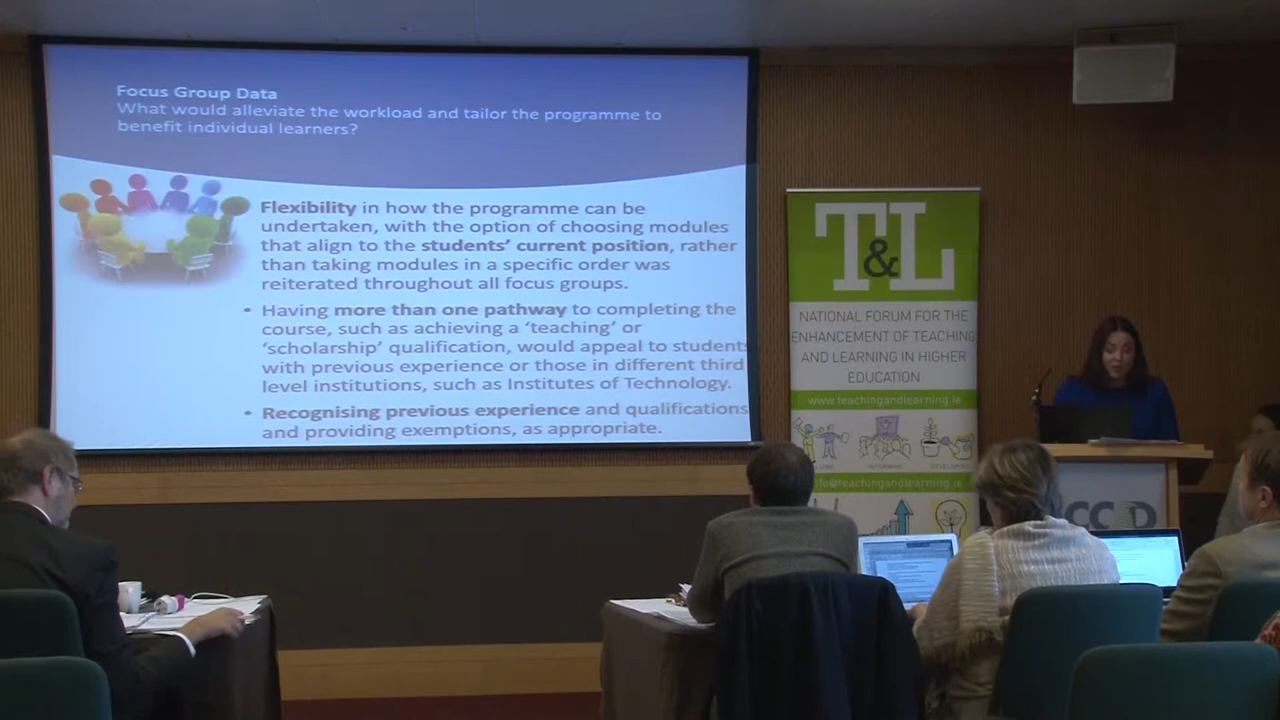 Focus Group Data
What would alleviate the workload and tailor the programme to
benefit individual learners?
Flexibility in how the programme can be
undertaken, with the option of choosing modules
that align to the students' current position, rather
than taking modules in a specific order was
reiterated throughout all focus groups.
• Having more than one pathway to completing the
course, such as achieving a 'teaching' or
'scholarship' qualification, would appeal to students
with previous experience or those in different third
level institutions, such as Institutes of Technology.
• Recognising previous experience and qualifications
and providing exemptions, as appropriate.
T&L
NATIONAL FORUM FOR THE
ENHANCEMENT OF TEACHING
AND LEARNING IN HIGHER
EDUCATION
www.teachingandlearning.ie
info@teachingandlearning.ie